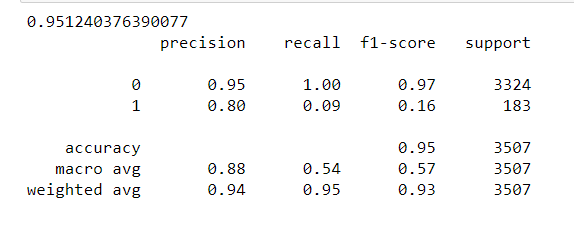 0.951240376390077
precision recall f1-score support
0 0.95 1.00 0.97 3324
1 0.80 0.09 0.16 183
accuracy 0.95 3507
macro avg 0.88 0.54 0.57 3507
weighted avg 0.94 0.95 0.93 3507